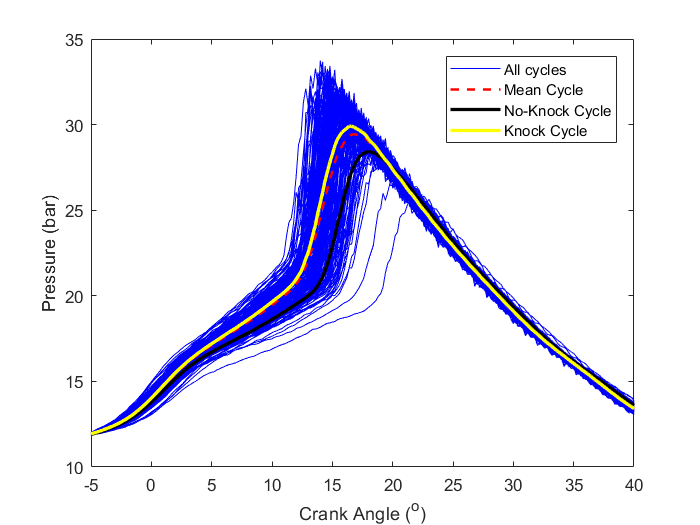 35
30
25
20
15
10
Pressure (bar)
All cycles
Mean Cycle
No-Knock Cycle
Knock Cycle
-5 0 5 10 15 20 25 30 35 40
Crank Angle (o)